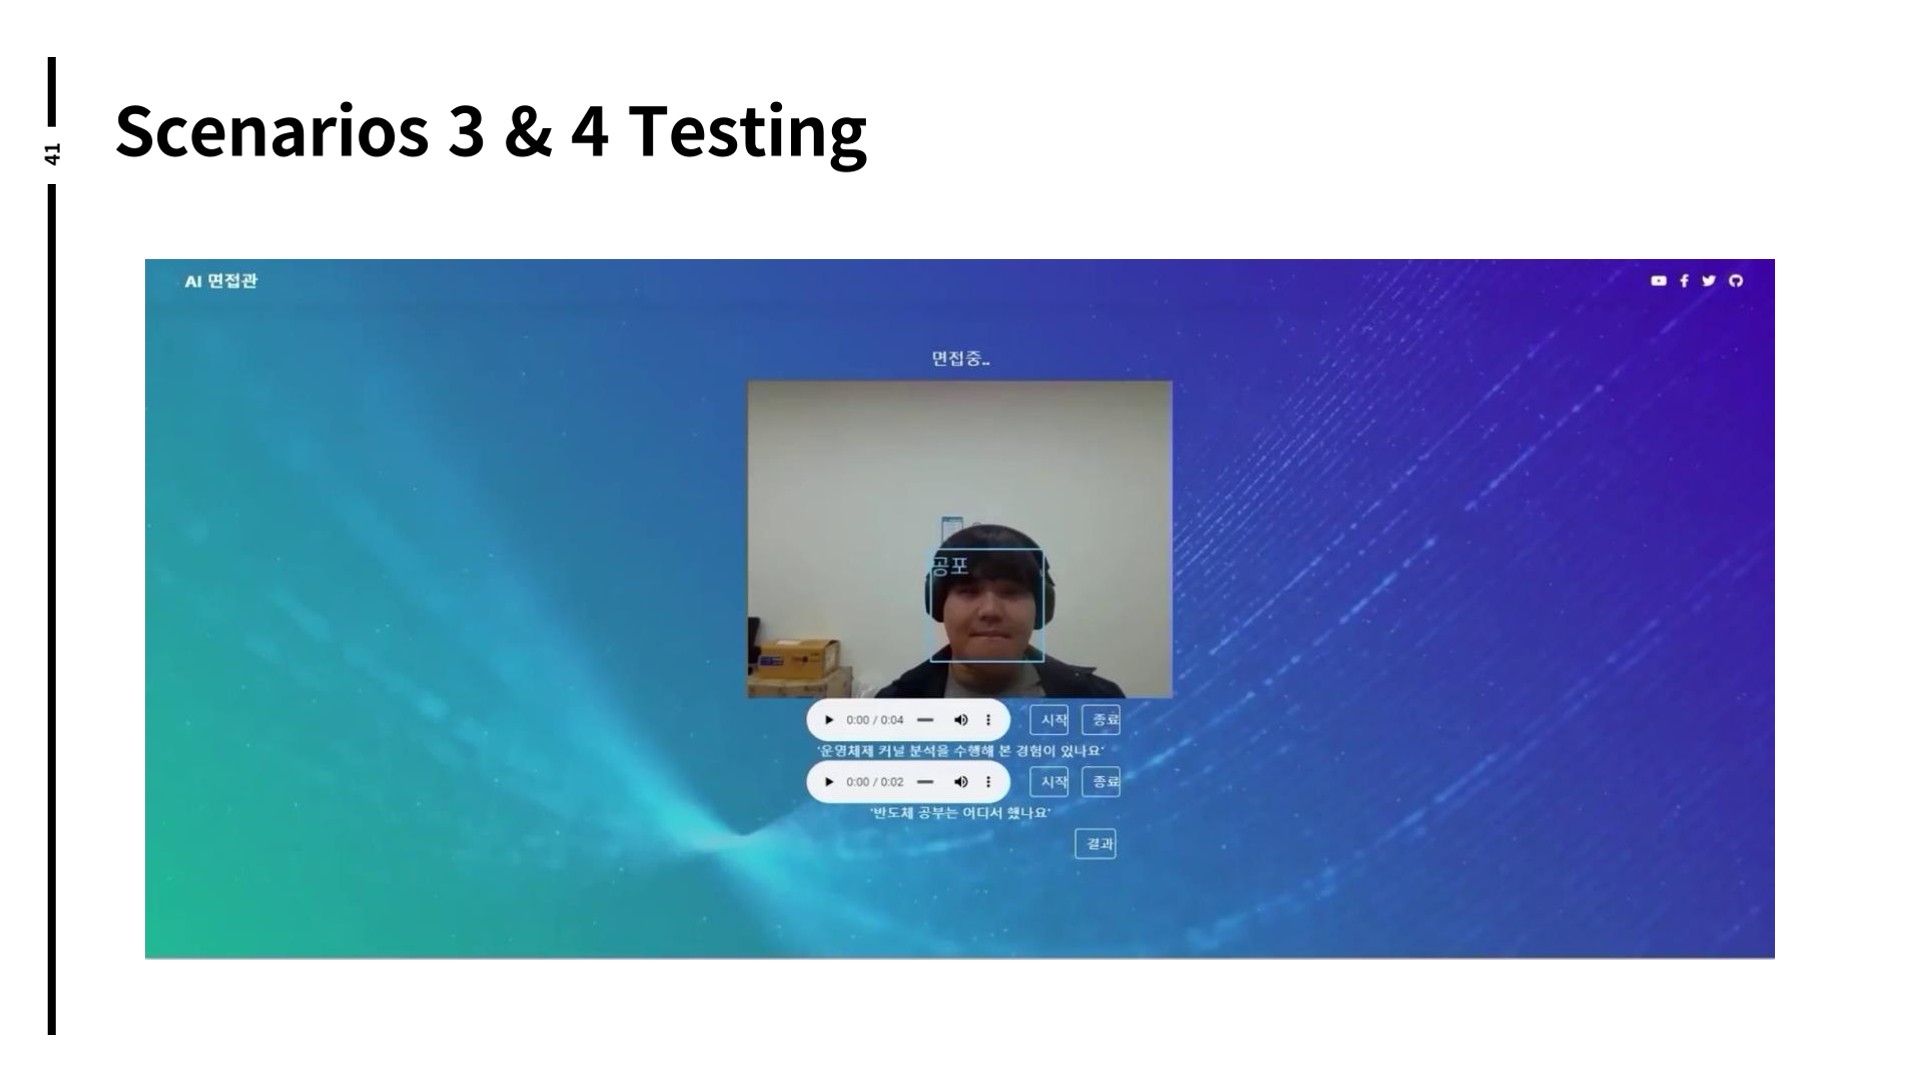 41
Scenarios 3 & 4 Testing
AI 면접관
면접중..
공포
0:00 / 0:04
시작
종료
'운영체제 커널 분석을 수행해 본 경험이 있나요'
0:00 / 0:02
시작
종료
'반도체 공부는 어디서 했나요'
결과